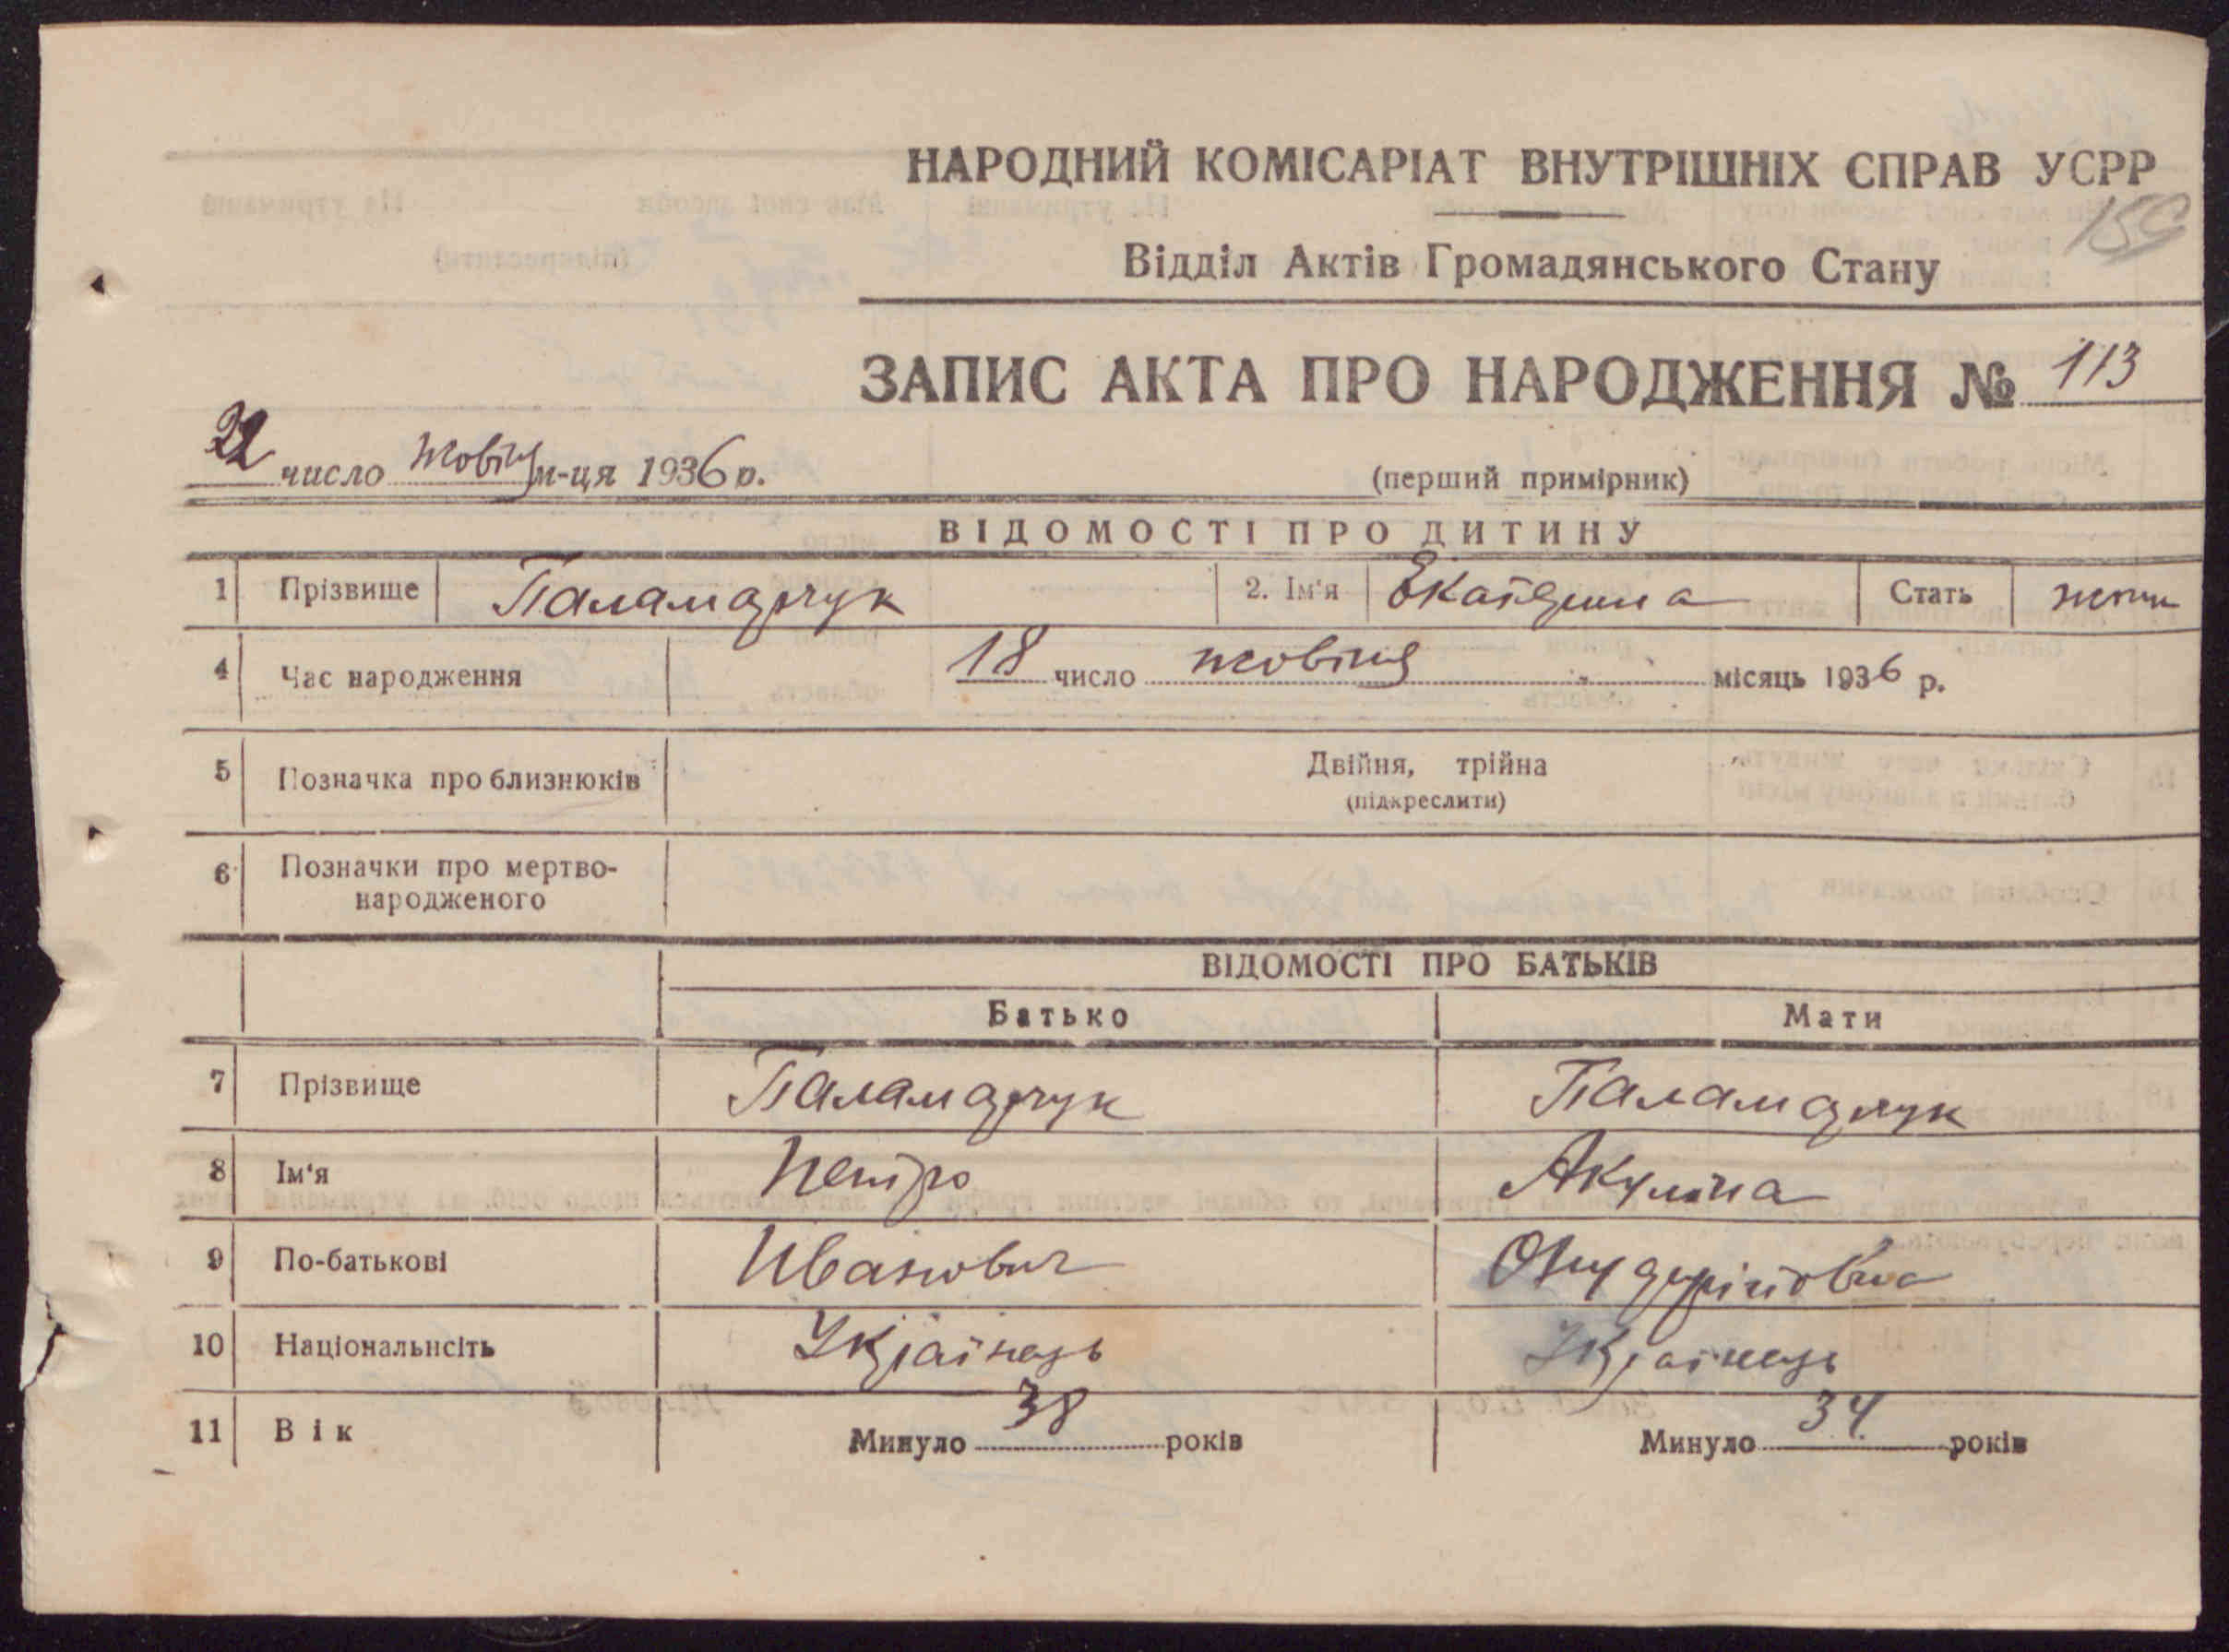 НАРОДНИЙ КОМІСАРІАТ ВНУТРІШНІХ СПРАВ УСРР
Відділ Актів Громадянського Стану
ЗАПИС АКТА ПРО НАРОДЖЕННЯ № 113
22 число жовтня м-ця 1936 р.
(перший примірник)
ВІДОМОСТІ ПРО ДИТИНУ
1 Прізвище Паламарчук 2. Ім'я Екатерина Стать жін
4 Час народження 18 число жовтня місяць 1936 р.
5 Позначка про близнюків Двійня, трійна
(підкреслити)
6 Позначки про мертво-
народженого
ВІДОМОСТІ ПРО БАТЬКІВ
Батько Мати
7 Прізвище Паламарчук Паламарчук
8 Ім'я Петро Акулина
9 По-батькові Иванович
10 Національнсіть Українець Українець
11 Вік Минуло 38 років Минуло 34 років